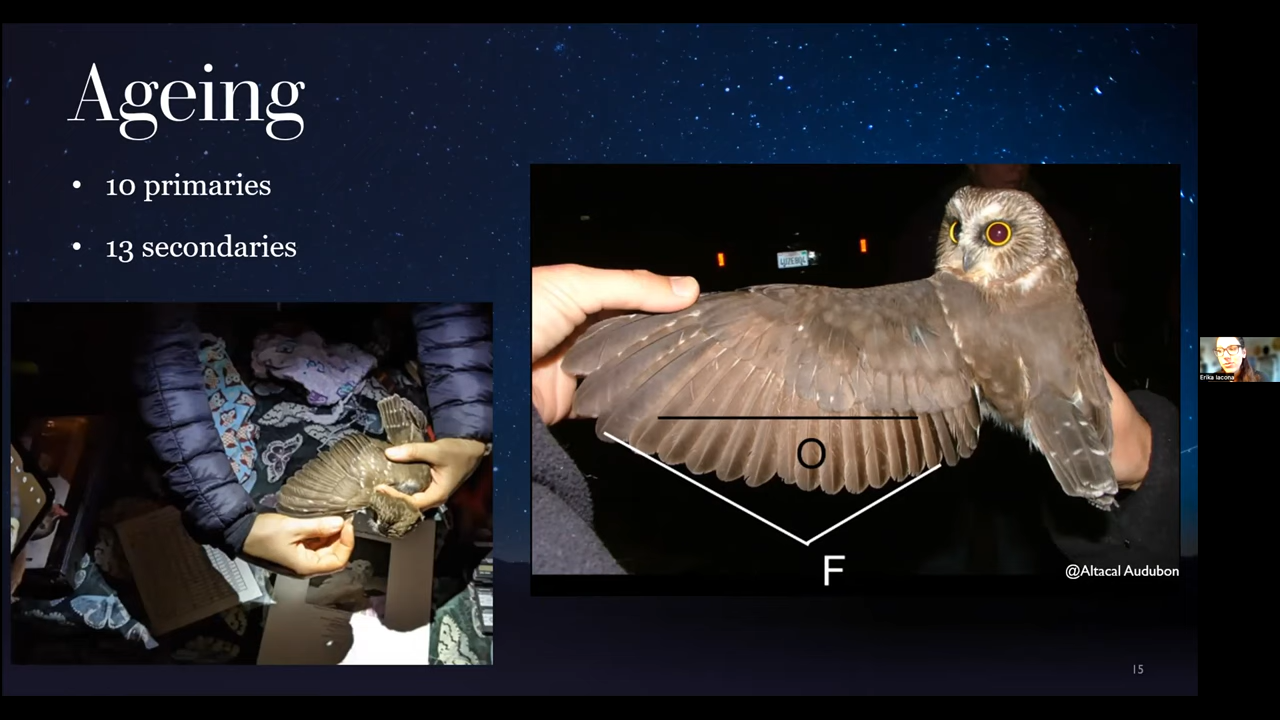 Ageing
• 10 primaries
• 13 secondaries
O
F
@Altacal Audubon
15
Erika Iacona